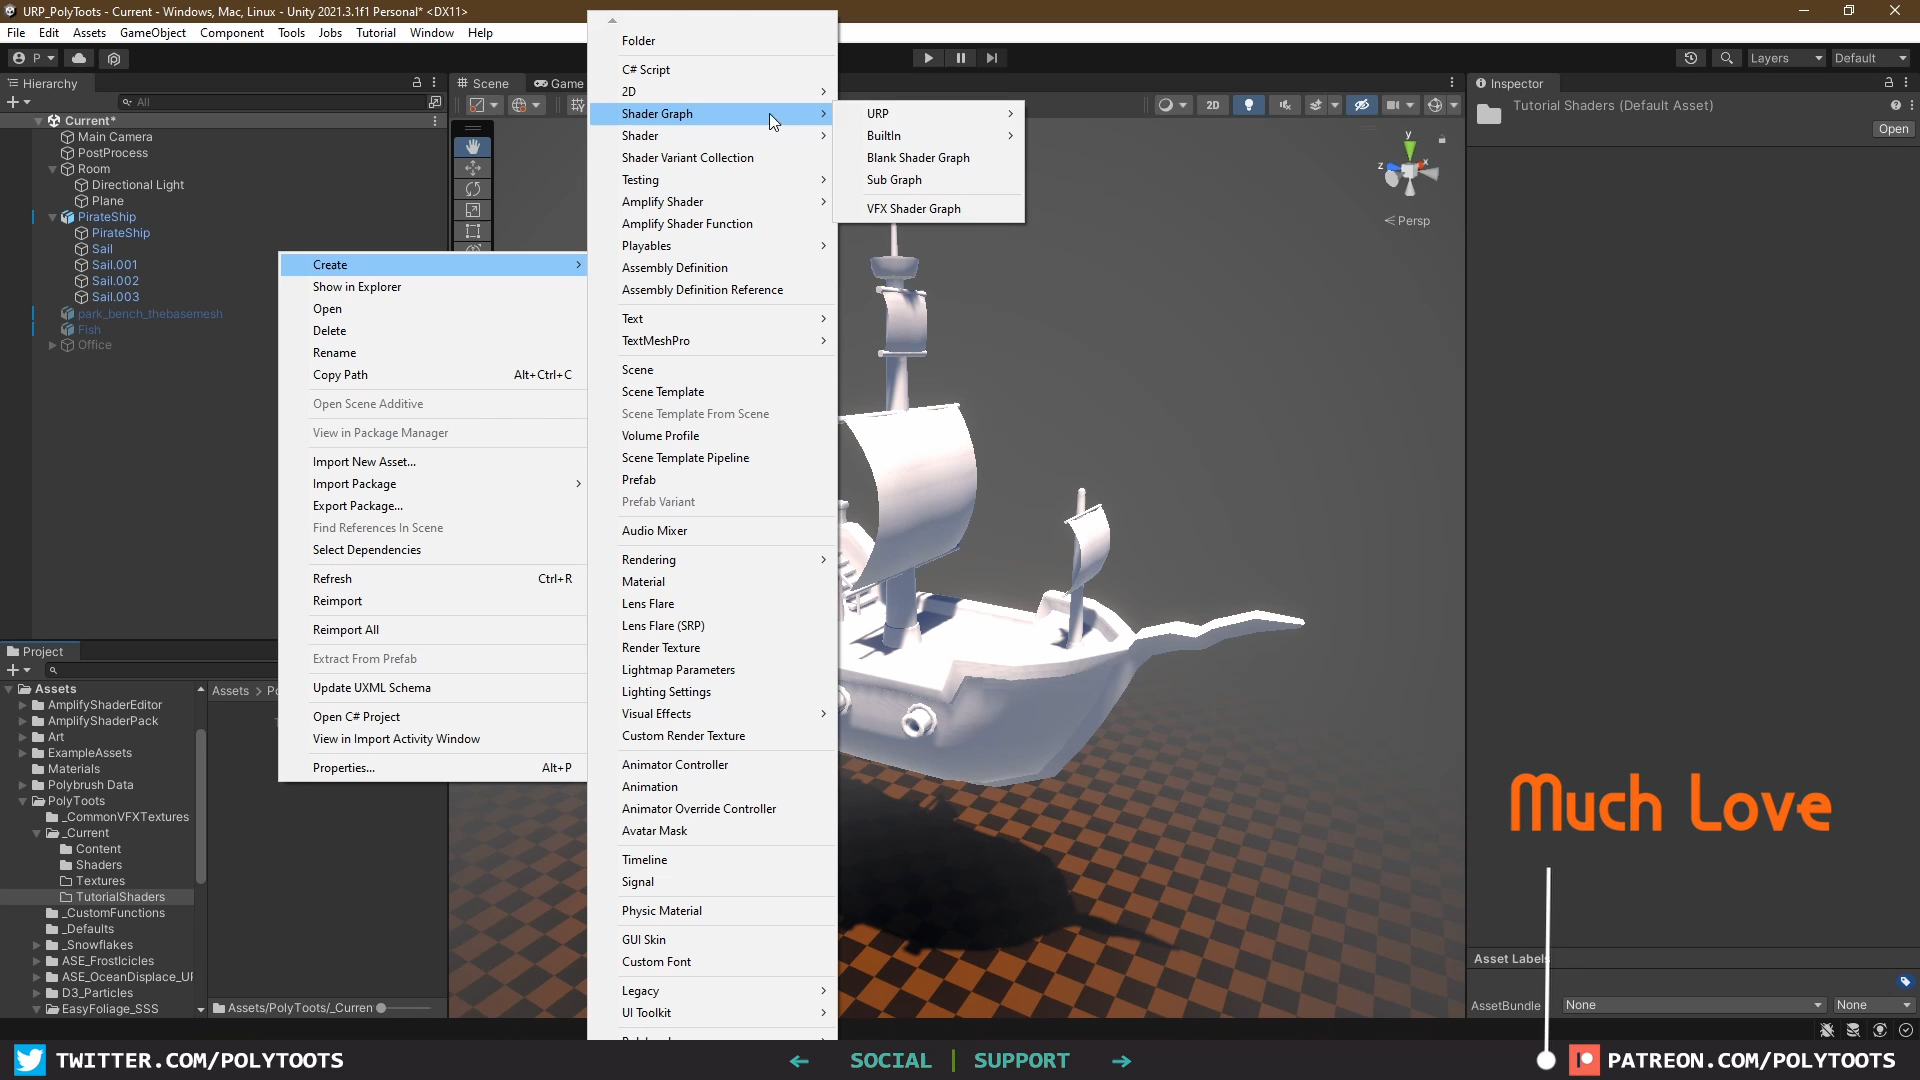 URP_PolyToots - Current - Windows, Mac, Linux - Unity 2021.3.1f1 Personal* <DX11>
File Edit Assets GameObject Component Tools Jobs Tutorial Window Help
P Layers Default
Hierarchy
All
Current*
Main Camera
PostProcess
Room
Directional Light
Plane
PirateShip
PirateShip
Sail
Sail.001
Sail.002
Sail.003
park_bench_thebasemesh
Fish
Office
Scene Game
2D
Persp
y
z
x
Create
Show in Explorer
Open
Delete
Rename
Copy Path Alt+Ctrl+C
Open Scene Additive
View in Package Manager
Import New Asset...
Import Package
Export Package...
Find References In Scene
Select Dependencies
Refresh Ctrl+R
Reimport
Reimport All
Extract From Prefab
Update UXML Schema
Open C# Project
View in Import Activity Window
Properties... Alt+P
Folder
C# Script
2D
Shader Graph
Shader
Shader Variant Collection
Testing
Amplify Shader
Amplify Shader Function
Playables
Assembly Definition
Assembly Definition Reference
Text
TextMeshPro
Scene
Scene Template
Scene Template From Scene
Volume Profile
Scene Template Pipeline
Prefab
Prefab Variant
Audio Mixer
Rendering
Material
Lens Flare
Lens Flare (SRP)
Render Texture
Lightmap Parameters
Lighting Settings
Visual Effects
Custom Render Texture
Animator Controller
Animation
Animator Override Controller
Avatar Mask
Timeline
Signal
Physic Material
GUI Skin
Custom Font
Legacy
UI Toolkit
URP
BuiltIn
Blank Shader Graph
Sub Graph
VFX Shader Graph
Inspector
Tutorial Shaders (Default Asset)
Open
Project
Assets
AmplifyShaderEditor
AmplifyShaderPack
Art
ExampleAssets
Materials
Polybrush Data
PolyToots
_CommonVFXTextures
_Current
Content
Shaders
Textures
TutorialShaders
_CustomFunctions
_Defaults
_Snowflakes
ASE_FrostIcicles
ASE_OceanDisplace_UF
D3_Particles
EasyFoliage_SSS
Assets > Po
Assets/PolyToots/_Curren
Much Love
Asset Labels
AssetBundle None None
TWITTER.COM/POLYTOOTS
← SOCIAL | SUPPORT →
PATREON.COM/POLYTOOTS